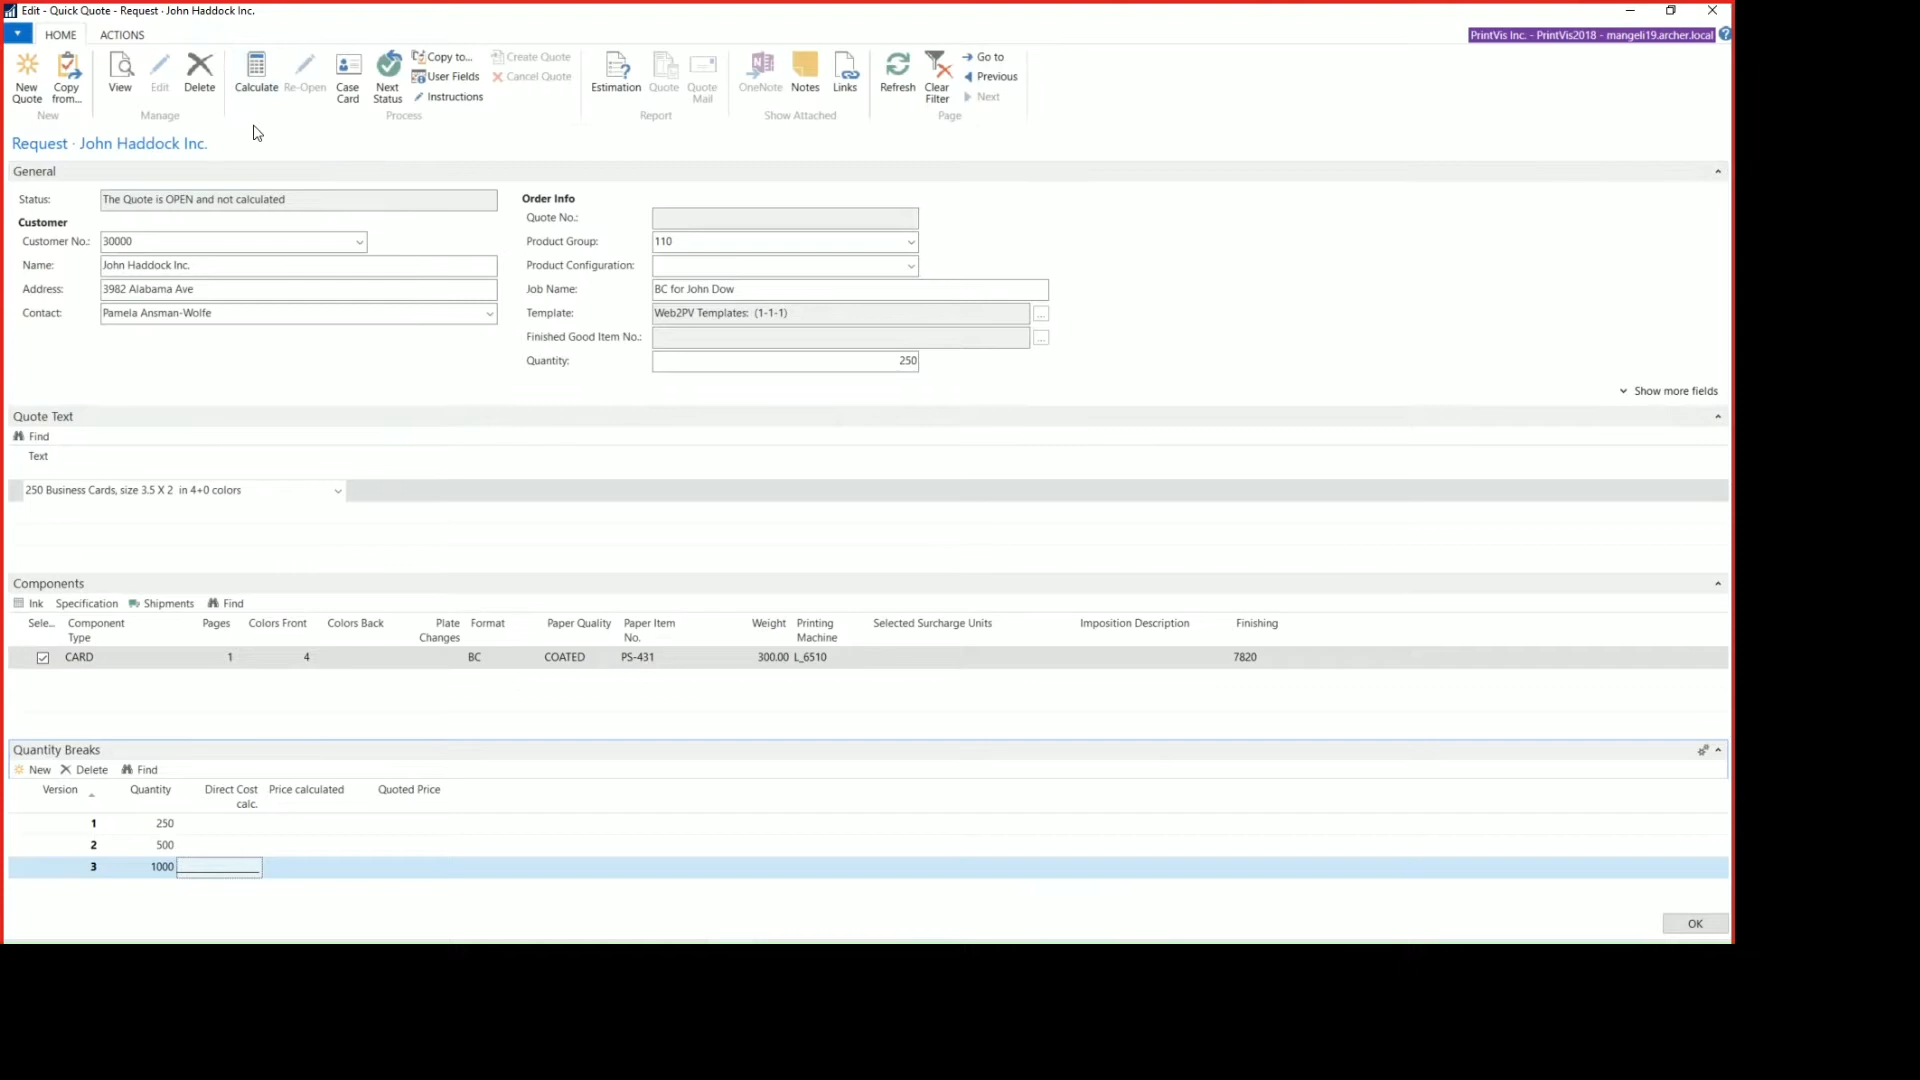 Edit - Quick Quote - Request · John Haddock Inc.
HOME ACTIONS
PrintVis Inc. - PrintVis2018 - mangeli19.archer.local
New Quote
Copy from...
New
View
Edit
Delete
Manage
Calculate
Re-Open
Case Card
Next Status
Copy to...
User Fields
Instructions
Create Quote
Cancel Quote
Process
Estimation
Quote
Quote Mail
Report
OneNote
Notes
Links
Show Attached
Refresh
Clear Filter
Go to
Previous
Next
Page
Request · John Haddock Inc.
General
Status: The Quote is OPEN and not calculated
Customer
Customer No.: 30000
Name: John Haddock Inc.
Address: 3982 Alabama Ave
Contact: Pamela Ansman-Wolfe
Order Info
Quote No.:
Product Group: 110
Product Configuration:
Job Name: BC for John Dow
Template: Web2PV Templates: (1-1-1) ...
Finished Good Item No.: ...
Quantity: 250
Show more fields
Quote Text
Find
Text
250 Business Cards, size 3.5 X 2 in 4+0 colors
Components
Ink Specification Shipments Find
Sele... Component Type Pages Colors Front Colors Back Plate Changes Format Paper Quality Paper Item No. Weight Printing Machine Selected Surcharge Units Imposition Description Finishing
CARD 1 4 BC COATED PS-431 300.00 L_6510 7820
Quantity Breaks
New Delete Find
Version Quantity Direct Cost calc. Price calculated Quoted Price
1 250
2 500
3 1000
OK